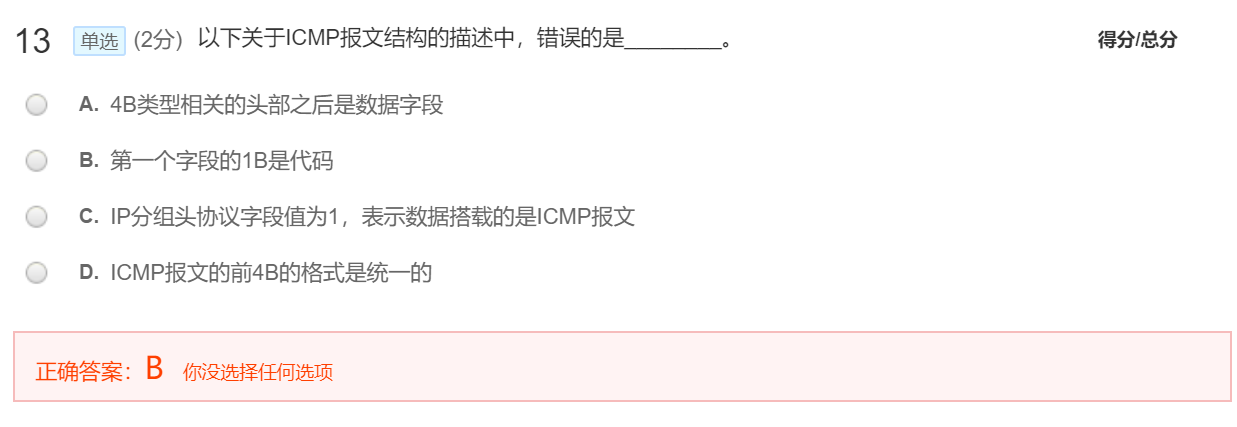 13 单选 (2分) 以下关于ICMP报文结构的描述中，错误的是________。 得分/总分
A. 4B类型相关的头部之后是数据字段
B. 第一个字段的1B是代码
C. IP分组头协议字段值为1，表示数据搭载的是ICMP报文
D. ICMP报文的前4B的格式是统一的
正确答案：B 你没选择任何选项